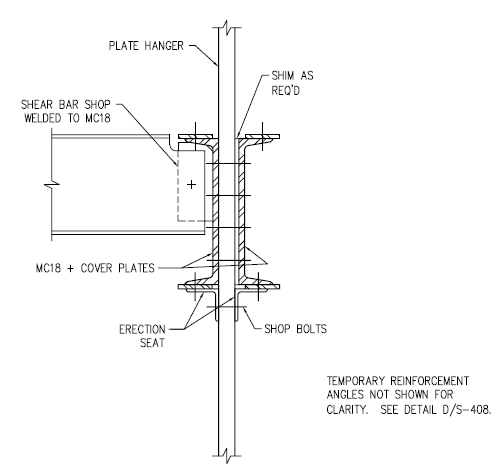 PLATE HANGER
SHIM AS
REQ'D
SHEAR BAR SHOP
WELDED TO MC18
MC18 + COVER PLATES
ERECTION
SEAT
SHOP BOLTS
TEMPORARY REINFORCEMENT
ANGLES NOT SHOWN FOR
CLARITY. SEE DETAIL D/S-408.